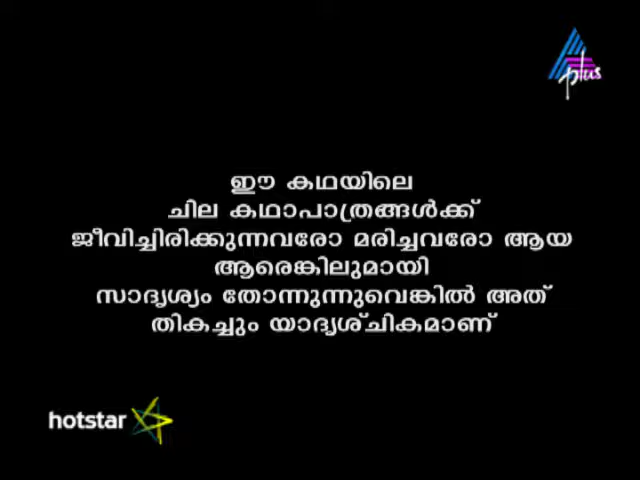 plus
ഈ കഥയിലെ
ചില കഥാപാത്രങ്ങൾക്ക്
ജീവിച്ചിരിക്കുന്നവരോ മരിച്ചവരോ ആയ
ആരെങ്കിലുമായി
സാദൃശ്യം തോന്നുന്നുവെങ്കിൽ അത്
തികച്ചും യാദൃശ്ചികമാണ്
hotstar